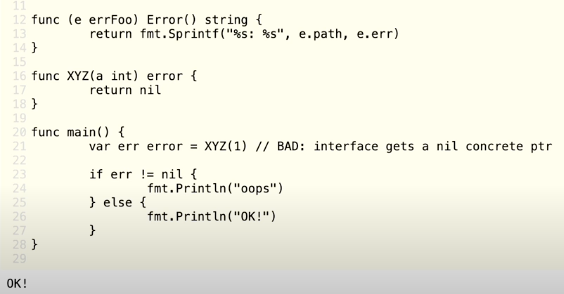 11
12 func (e errFoo) Error() string {
13         return fmt.Sprintf("%s: %s", e.path, e.err)
14 }
15
16 func XYZ(a int) error {
17         return nil
18 }
19
20 func main() {
21         var err error = XYZ(1) // BAD: interface gets a nil concrete ptr
22
23         if err != nil {
24                 fmt.Println("oops")
25         } else {
26                 fmt.Println("OK!")
27         }
28 }
29
OK!